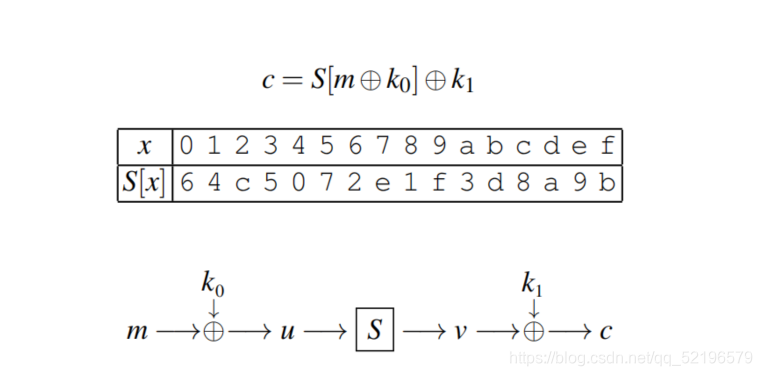 c = S[m ⊕ k₀] ⊕ k₁
x 0 1 2 3 4 5 6 7 8 9 a b c d e f
S[x] 6 4 c 5 0 7 2 e 1 f 3 d 8 a 9 b
k₀ k₁
m ⟶ ⊕ ⟶ u ⟶ S ⟶ v ⟶ ⊕ ⟶ c
https://blog.csdn.net/qq_52196579